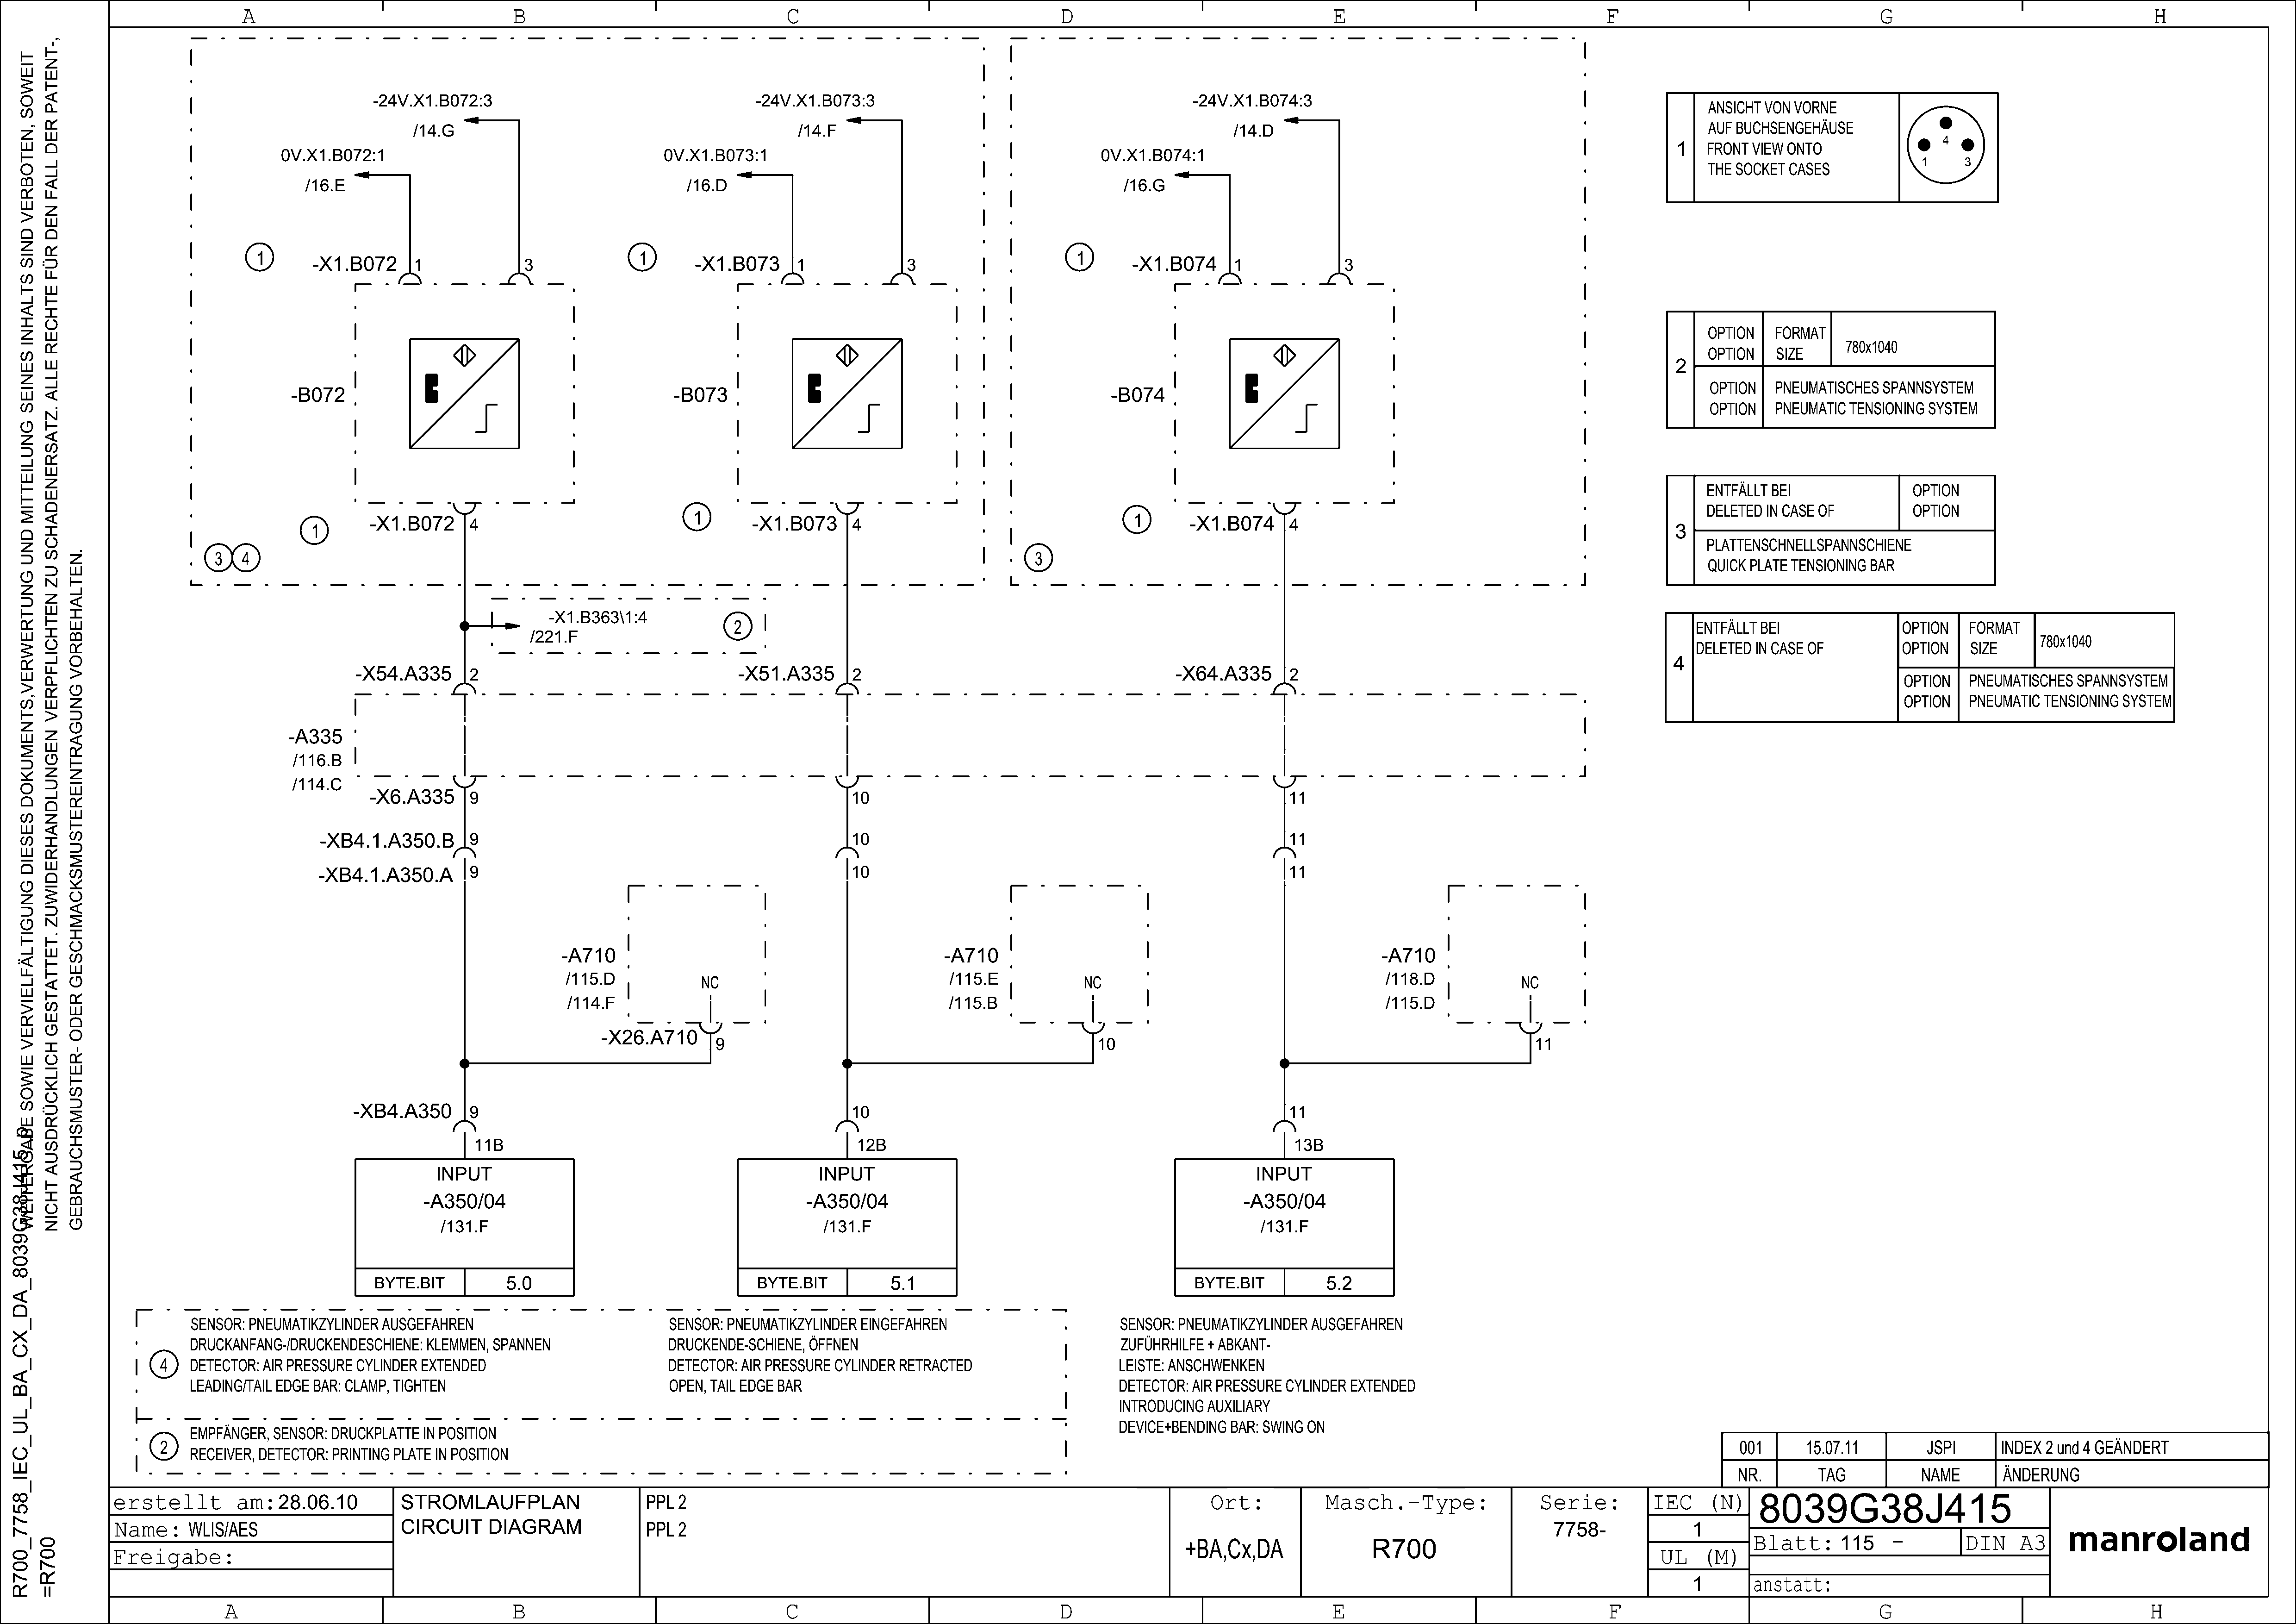 A B C D E F G H
WEITERGABE SOWIE VERVIELFÄLTIGUNG DIESES DOKUMENTS,VERWERTUNG UND MITTEILUNG SEINES INHALTS SIND VERBOTEN, SOWEIT
NICHT AUSDRÜCKLICH GESTATTET. ZUWIDERHANDLUNGEN VERPFLICHTEN ZU SCHADENERSATZ. ALLE RECHTE FÜR DEN FALL DER PATENT-,
GEBRAUCHSMUSTER- ODER GESCHMACKSMUSTEREINTRAGUNG VORBEHALTEN.
R700_7758_IEC_UL_BA_CX_DA_8039G38J415_p
=R700
-24V.X1.B072:3
/14.G
0V.X1.B072:1
/16.E
-24V.X1.B073:3
/14.F
0V.X1.B073:1
/16.D
-24V.X1.B074:3
/14.D
0V.X1.B074:1
/16.G
1 -X1.B072 1 3
1 -X1.B073 1 3
1 -X1.B074 1 3
-B072
-B073
-B074
1 -X1.B072 4
1 -X1.B073 4
1 -X1.B074 4
3 4
3
-X1.B363\1:4
/221.F
2
-X54.A335 2
-X51.A335 2
-X64.A335 2
-A335
/116.B
/114.C
-X6.A335 9 10 11
-XB4.1.A350.B 9 10 11
-XB4.1.A350.A 9 10 11
-A710
/115.D
/114.F
NC
-X26.A710 9
-A710
/115.E
/115.B
NC
10
-A710
/118.D
/115.D
NC
11
-XB4.A350 9 10 11
11B 12B 13B
INPUT
-A350/04
/131.F
BYTE.BIT 5.0
INPUT
-A350/04
/131.F
BYTE.BIT 5.1
INPUT
-A350/04
/131.F
BYTE.BIT 5.2
4
SENSOR: PNEUMATIKZYLINDER AUSGEFAHREN
DRUCKANFANG-/DRUCKENDESCHIENE: KLEMMEN, SPANNEN
DETECTOR: AIR PRESSURE CYLINDER EXTENDED
LEADING/TAIL EDGE BAR: CLAMP, TIGHTEN
SENSOR: PNEUMATIKZYLINDER EINGEFAHREN
DRUCKENDE-SCHIENE, ÖFFNEN
DETECTOR: AIR PRESSURE CYLINDER RETRACTED
OPEN, TAIL EDGE BAR
2
EMPFÄNGER, SENSOR: DRUCKPLATTE IN POSITION
RECEIVER, DETECTOR: PRINTING PLATE IN POSITION
SENSOR: PNEUMATIKZYLINDER AUSGEFAHREN
ZUFÜHRHILFE + ABKANT-
LEISTE: ANSCHWENKEN
DETECTOR: AIR PRESSURE CYLINDER EXTENDED
INTRODUCING AUXILIARY
DEVICE+BENDING BAR: SWING ON
1
ANSICHT VON VORNE
AUF BUCHSENGEHÄUSE
FRONT VIEW ONTO
THE SOCKET CASES
4
1 3
2
OPTION FORMAT
OPTION SIZE
780x1040
OPTION PNEUMATISCHES SPANNSYSTEM
OPTION PNEUMATIC TENSIONING SYSTEM
3
ENTFÄLLT BEI OPTION
DELETED IN CASE OF OPTION
PLATTENSCHNELLSPANNSCHIENE
QUICK PLATE TENSIONING BAR
4
ENTFÄLLT BEI OPTION FORMAT
DELETED IN CASE OF OPTION SIZE
780x1040
OPTION PNEUMATISCHES SPANNSYSTEM
OPTION PNEUMATIC TENSIONING SYSTEM
001 15.07.11 JSPI INDEX 2 und 4 GEÄNDERT
NR. TAG NAME ÄNDERUNG
erstellt am: 28.06.10
Name: WLIS/AES
Freigabe:
STROMLAUFPLAN
CIRCUIT DIAGRAM
PPL 2
PPL 2
Ort:
+BA,Cx,DA
Masch.-Type:
R700
Serie:
7758-
IEC (N)
1
UL (M)
1
8039G38J415
Blatt: 115 - DIN A3
anstatt:
manroland
A B C D E F G H